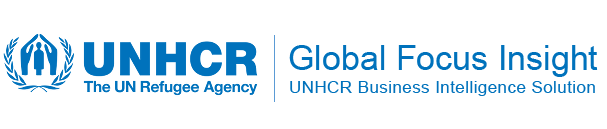 UNHCR
The UN Refugee Agency
Global Focus Insight
UNHCR Business Intelligence Solution